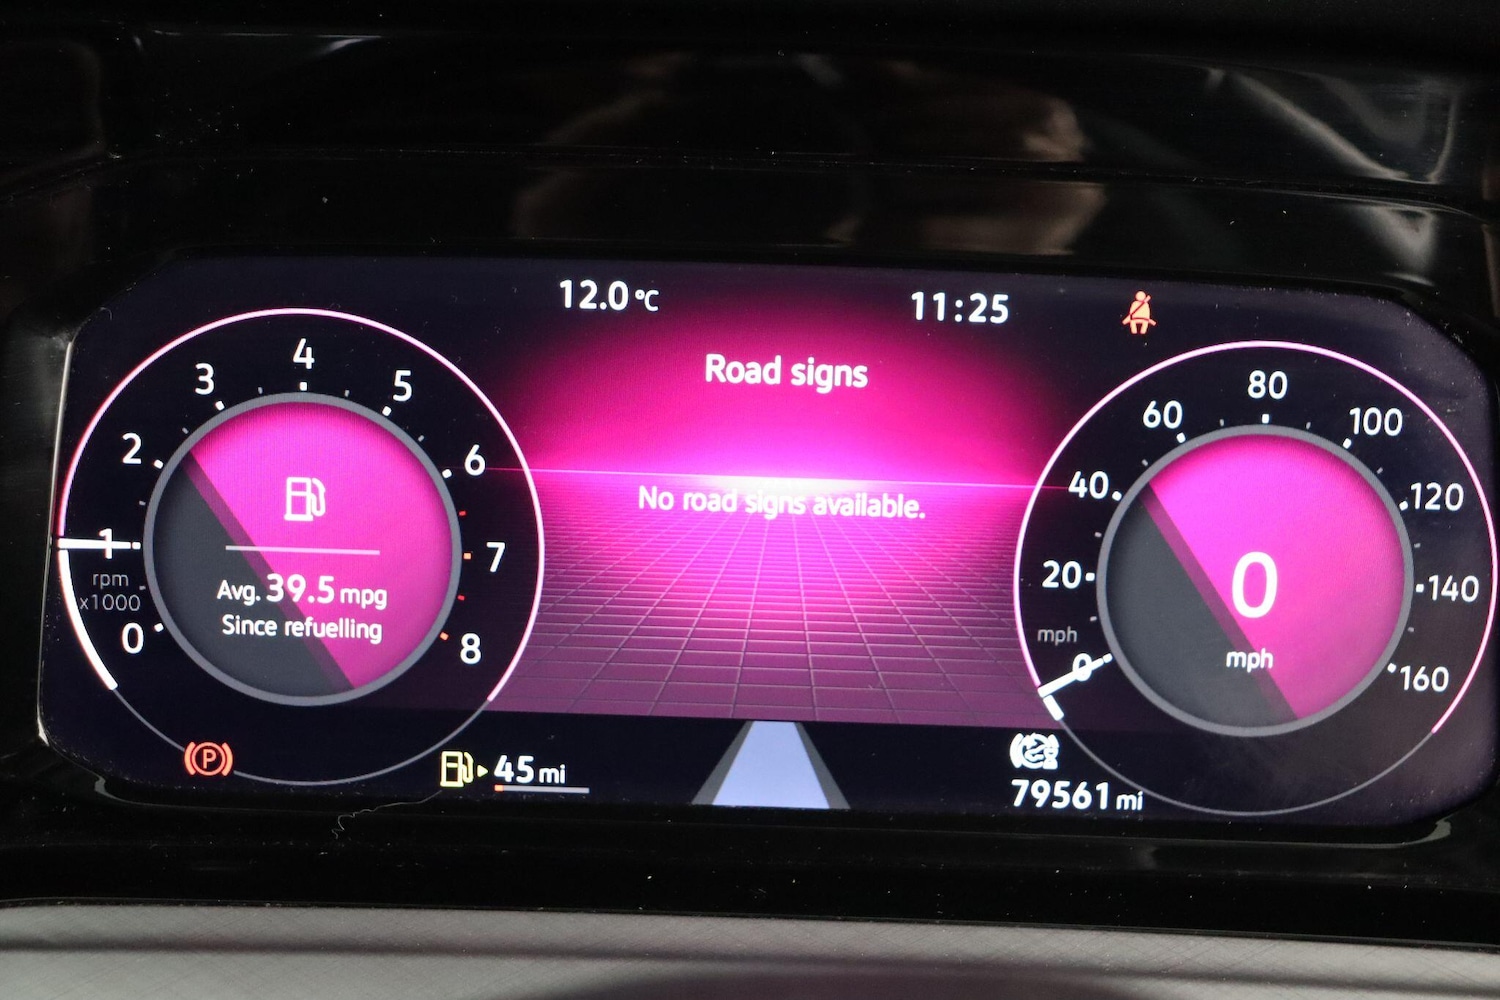 12.0 °C
11:25
Road signs
No road signs available.
0
1
2
3
4
5
6
7
8
rpm
x1000
Avg. 39.5 mpg
Since refuelling
0
20
40
60
80
100
120
140
160
mph
0
mph
P
45 mi
79561 mi